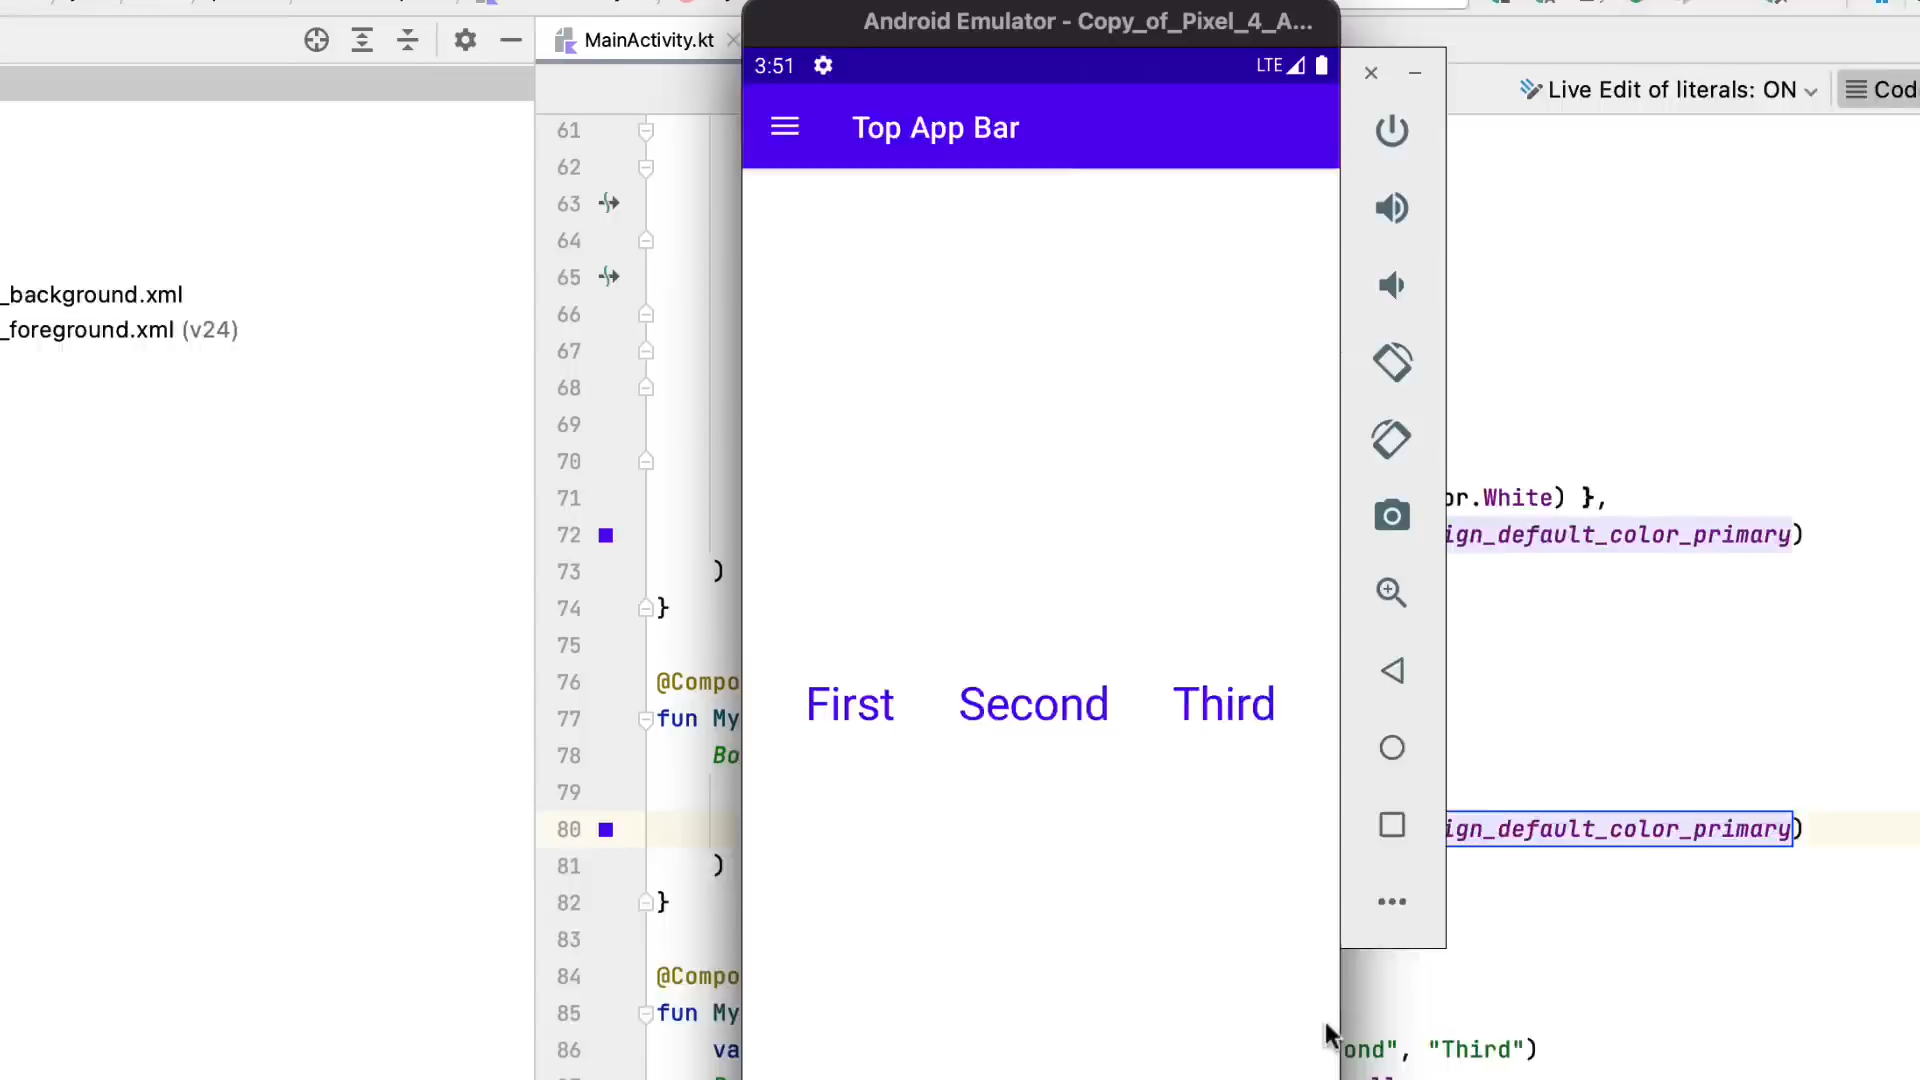 Android Emulator - Copy_of_Pixel_4_A...
MainActivity.kt
3:51
LTE
Live Edit of literals: ON
Cod
Top App Bar
_background.xml
_foreground.xml (v24)
61
62
63
64
65
66
67
68
69
70
71 or.White) },
72 ign_default_color_primary)
73 )
74 }
75
76 @Compo
77 fun My
78 Bo
79
80 ign_default_color_primary)
81 )
82 }
83
84 @Compo
85 fun My
86 va ond", "Third")
First Second Third